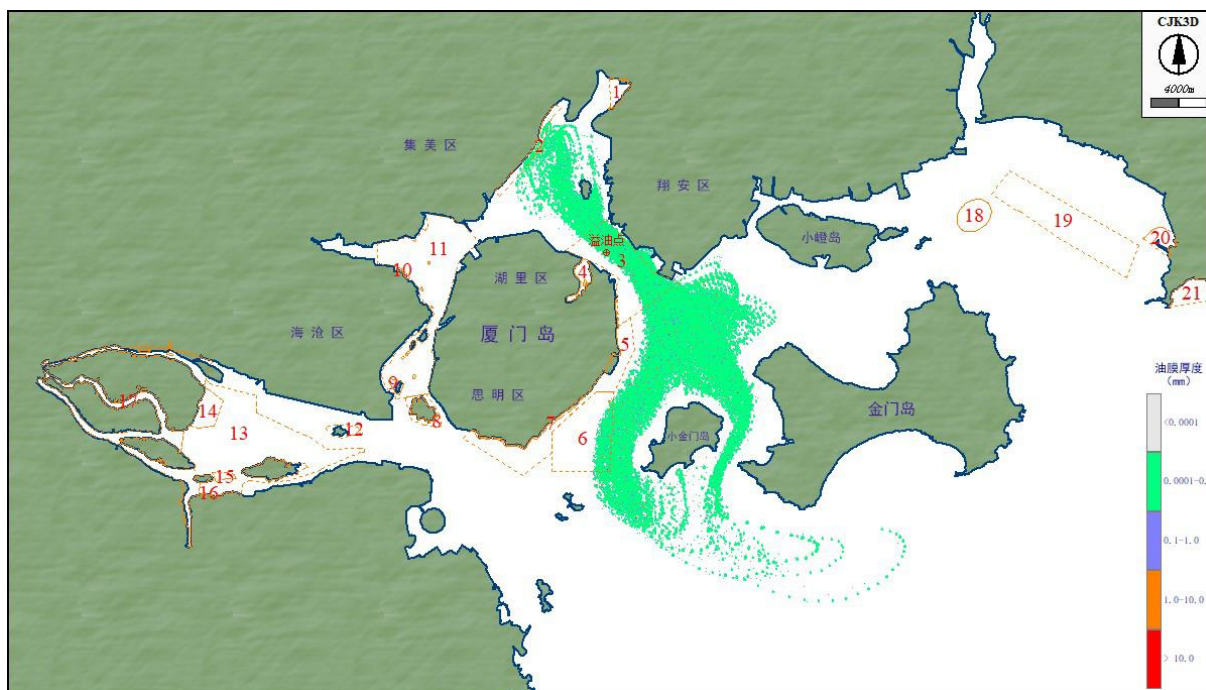 CJK3D
4000m
1
2
集美区
翔安区
18
19
20
21
小嶝岛
溢油点
3
4
湖里区
11
10
海沧区
厦门岛
5
思明区
9
8
7
6
小金门岛
金门岛
17
14
13
12
15
16
油膜厚度
（mm）
<0.0001
0.0001-0.
0.1-1.0
1.0-10.0
> 10.0